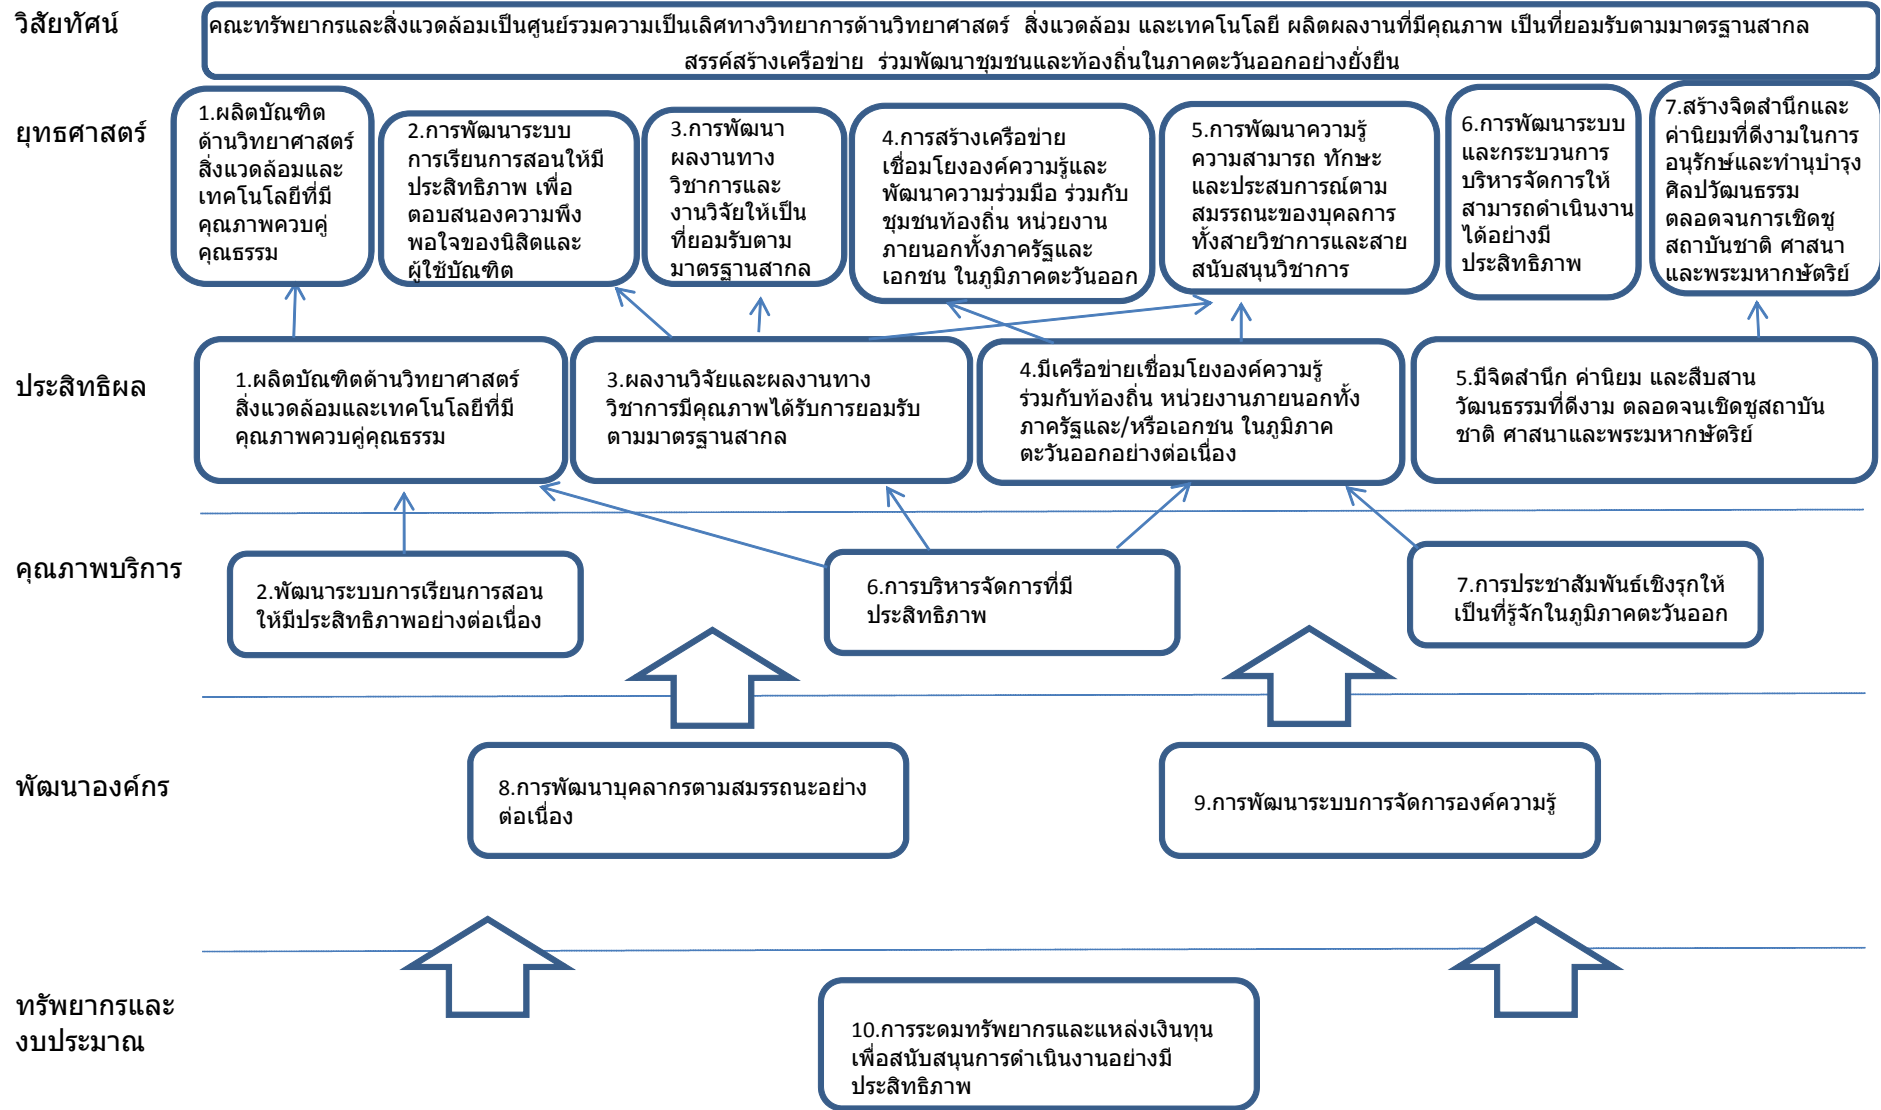 วิสัยทัศน์
คณะทรัพยากรและสิ่งแวดล้อมเป็นศูนย์รวมความเป็นเลิศทางวิทยาการด้านวิทยาศาสตร์ สิ่งแวดล้อม และเทคโนโลยี ผลิตผลงานที่มีคุณภาพ เป็นที่ยอมรับตามมาตรฐานสากล
สรรค์สร้างเครือข่าย ร่วมพัฒนาชุมชนและท้องถิ่นในภาคตะวันออกอย่างยั่งยืน
ยุทธศาสตร์
1.ผลิตบัณฑิต
ด้านวิทยาศาสตร์
สิ่งแวดล้อมและ
เทคโนโลยีที่มี
คุณภาพควบคู่
คุณธรรม
2.การพัฒนาระบบ
การเรียนการสอนให้มี
ประสิทธิภาพ เพื่อ
ตอบสนองความพึง
พอใจของนิสิตและ
ผู้ใช้บัณฑิต
3.การพัฒนา
ผลงานทาง
วิชาการและ
งานวิจัยให้เป็น
ที่ยอมรับตาม
มาตรฐานสากล
4.การสร้างเครือข่าย
เชื่อมโยงองค์ความรู้และ
พัฒนาความร่วมมือ ร่วมกับ
ชุมชนท้องถิ่น หน่วยงาน
ภายนอกทั้งภาครัฐและ
เอกชน ในภูมิภาคตะวันออก
5.การพัฒนาความรู้
ความสามารถ ทักษะ
และประสบการณ์ตาม
สมรรถนะของบุคลการ
ทั้งสายวิชาการและสาย
สนับสนุนวิชาการ
6.การพัฒนาระบบ
และกระบวนการ
บริหารจัดการให้
สามารถดำเนินงาน
ได้อย่างมี
ประสิทธิภาพ
7.สร้างจิตสำนึกและ
ค่านิยมที่ดีงามในการ
อนุรักษ์และทำนุบำรุง
ศิลปวัฒนธรรม
ตลอดจนการเชิดชู
สถาบันชาติ ศาสนา
และพระมหากษัตริย์
ประสิทธิผล
1.ผลิตบัณฑิตด้านวิทยาศาสตร์
สิ่งแวดล้อมและเทคโนโลยีที่มี
คุณภาพควบคู่คุณธรรม
3.ผลงานวิจัยและผลงานทาง
วิชาการมีคุณภาพได้รับการยอมรับ
ตามมาตรฐานสากล
4.มีเครือข่ายเชื่อมโยงองค์ความรู้
ร่วมกับท้องถิ่น หน่วยงานภายนอกทั้ง
ภาครัฐและ/หรือเอกชน ในภูมิภาค
ตะวันออกอย่างต่อเนื่อง
5.มีจิตสำนึก ค่านิยม และสืบสาน
วัฒนธรรมที่ดีงาม ตลอดจนเชิดชูสถาบัน
ชาติ ศาสนาและพระมหากษัตริย์
คุณภาพบริการ
2.พัฒนาระบบการเรียนการสอน
ให้มีประสิทธิภาพอย่างต่อเนื่อง
6.การบริหารจัดการที่มี
ประสิทธิภาพ
7.การประชาสัมพันธ์เชิงรุกให้
เป็นที่รู้จักในภูมิภาคตะวันออก
พัฒนาองค์กร
8.การพัฒนาบุคลากรตามสมรรถนะอย่าง
ต่อเนื่อง
9.การพัฒนาระบบการจัดการองค์ความรู้
ทรัพยากรและ
งบประมาณ
10.การระดมทรัพยากรและแหล่งเงินทุน
เพื่อสนับสนุนการดำเนินงานอย่างมี
ประสิทธิภาพ